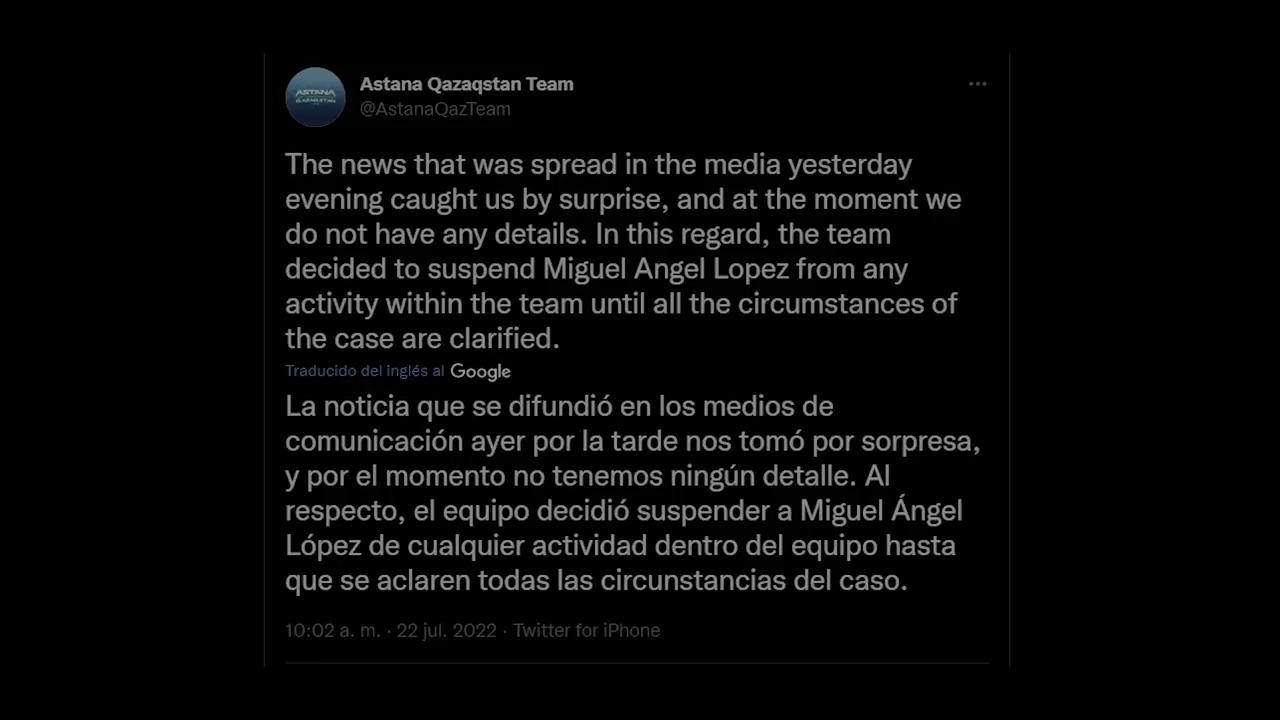 Astana Qazaqstan Team
@AstanaQazTeam
ASTANA
QAZAQSTAN
The news that was spread in the media yesterday
evening caught us by surprise, and at the moment we
do not have any details. In this regard, the team
decided to suspend Miguel Angel Lopez from any
activity within the team until all the circumstances of
the case are clarified.
Traducido del inglés al Google
La noticia que se difundió en los medios de
comunicación ayer por la tarde nos tomó por sorpresa,
y por el momento no tenemos ningún detalle. Al
respecto, el equipo decidió suspender a Miguel Ángel
López de cualquier actividad dentro del equipo hasta
que se aclaren todas las circunstancias del caso.
10:02 a. m. · 22 jul. 2022 · Twitter for iPhone